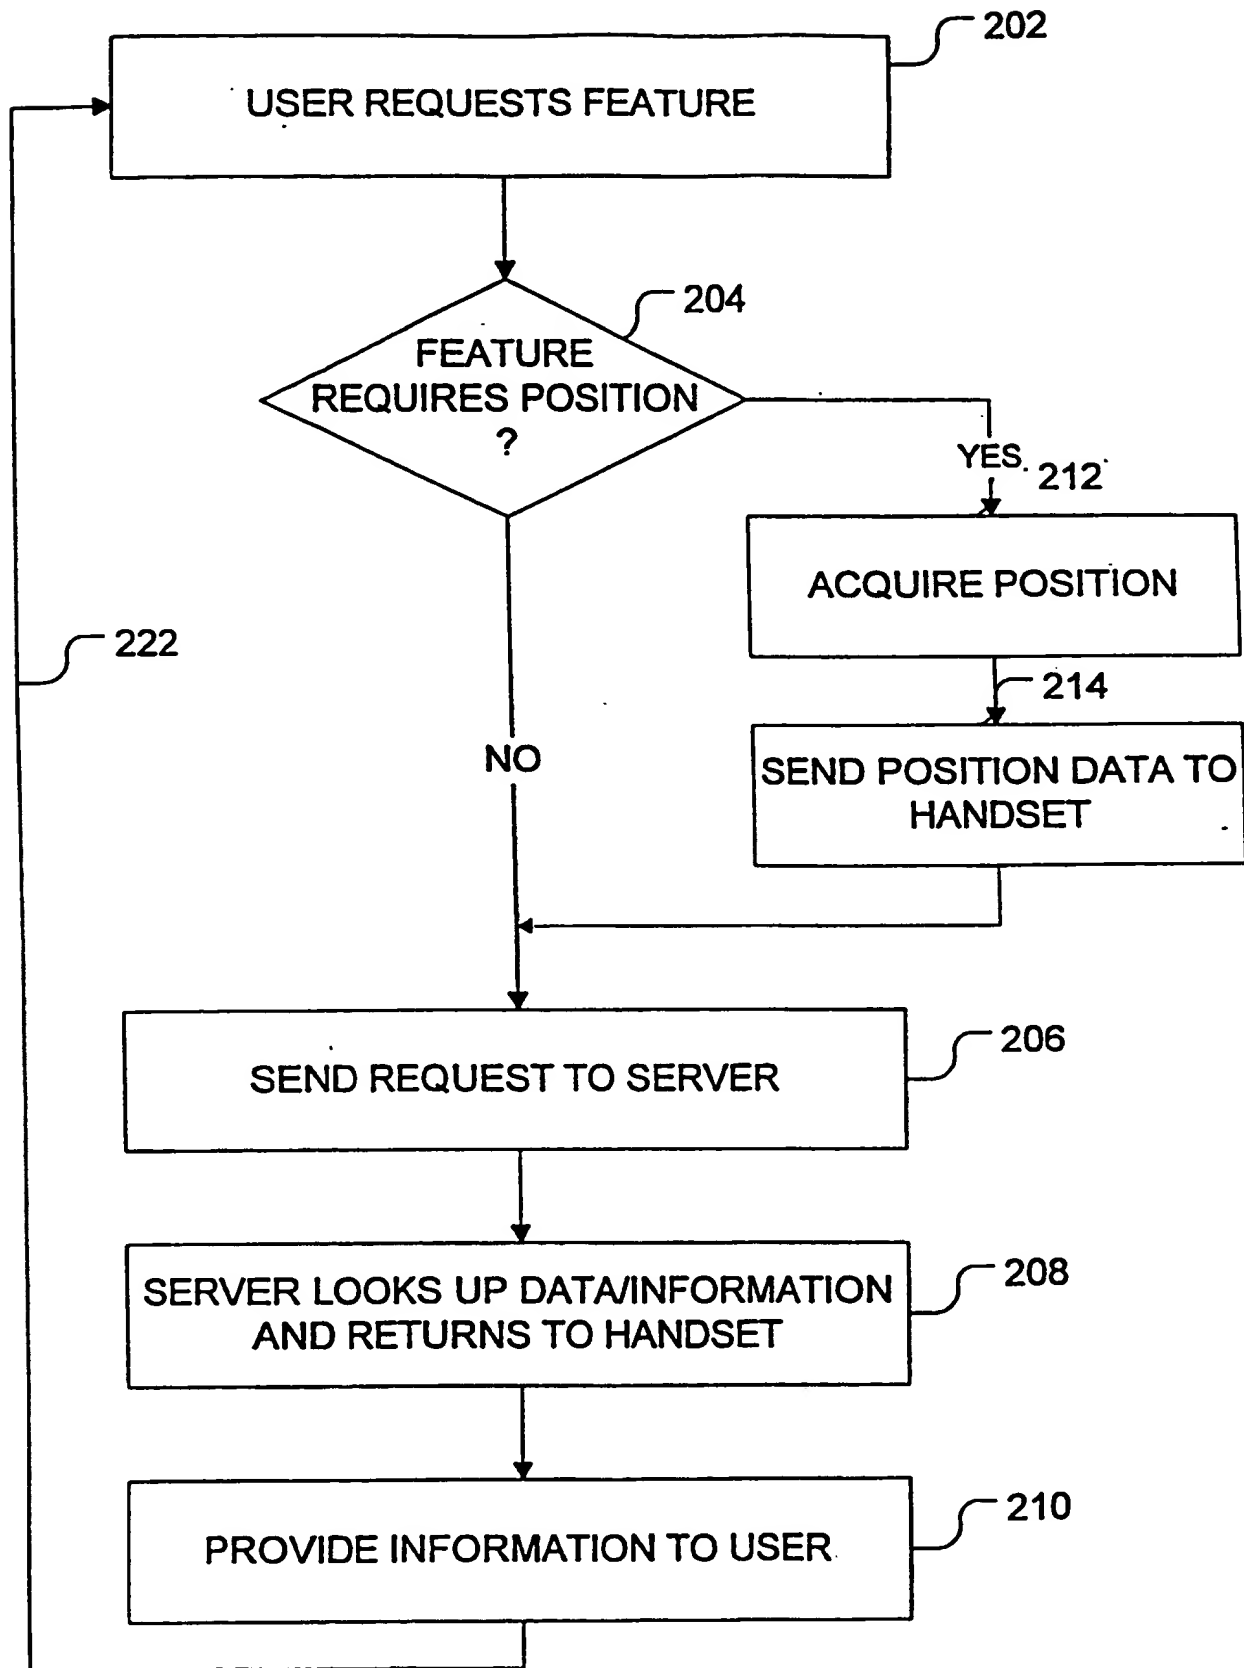 202
USER REQUESTS FEATURE
204
FEATURE
REQUIRES POSITION
?
YES
212
ACQUIRE POSITION
222
214
NO
SEND POSITION DATA TO
HANDSET
206
SEND REQUEST TO SERVER
208
SERVER LOOKS UP DATA/INFORMATION
AND RETURNS TO HANDSET
210
PROVIDE INFORMATION TO USER